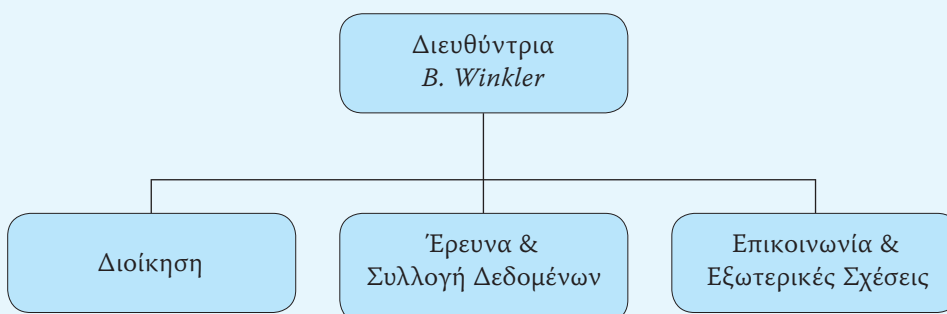 Διευθύντρια
B. Winkler
Διοίκηση
Έρευνα &
Συλλογή Δεδομένων
Επικοινωνία &
Εξωτερικές Σχέσεις